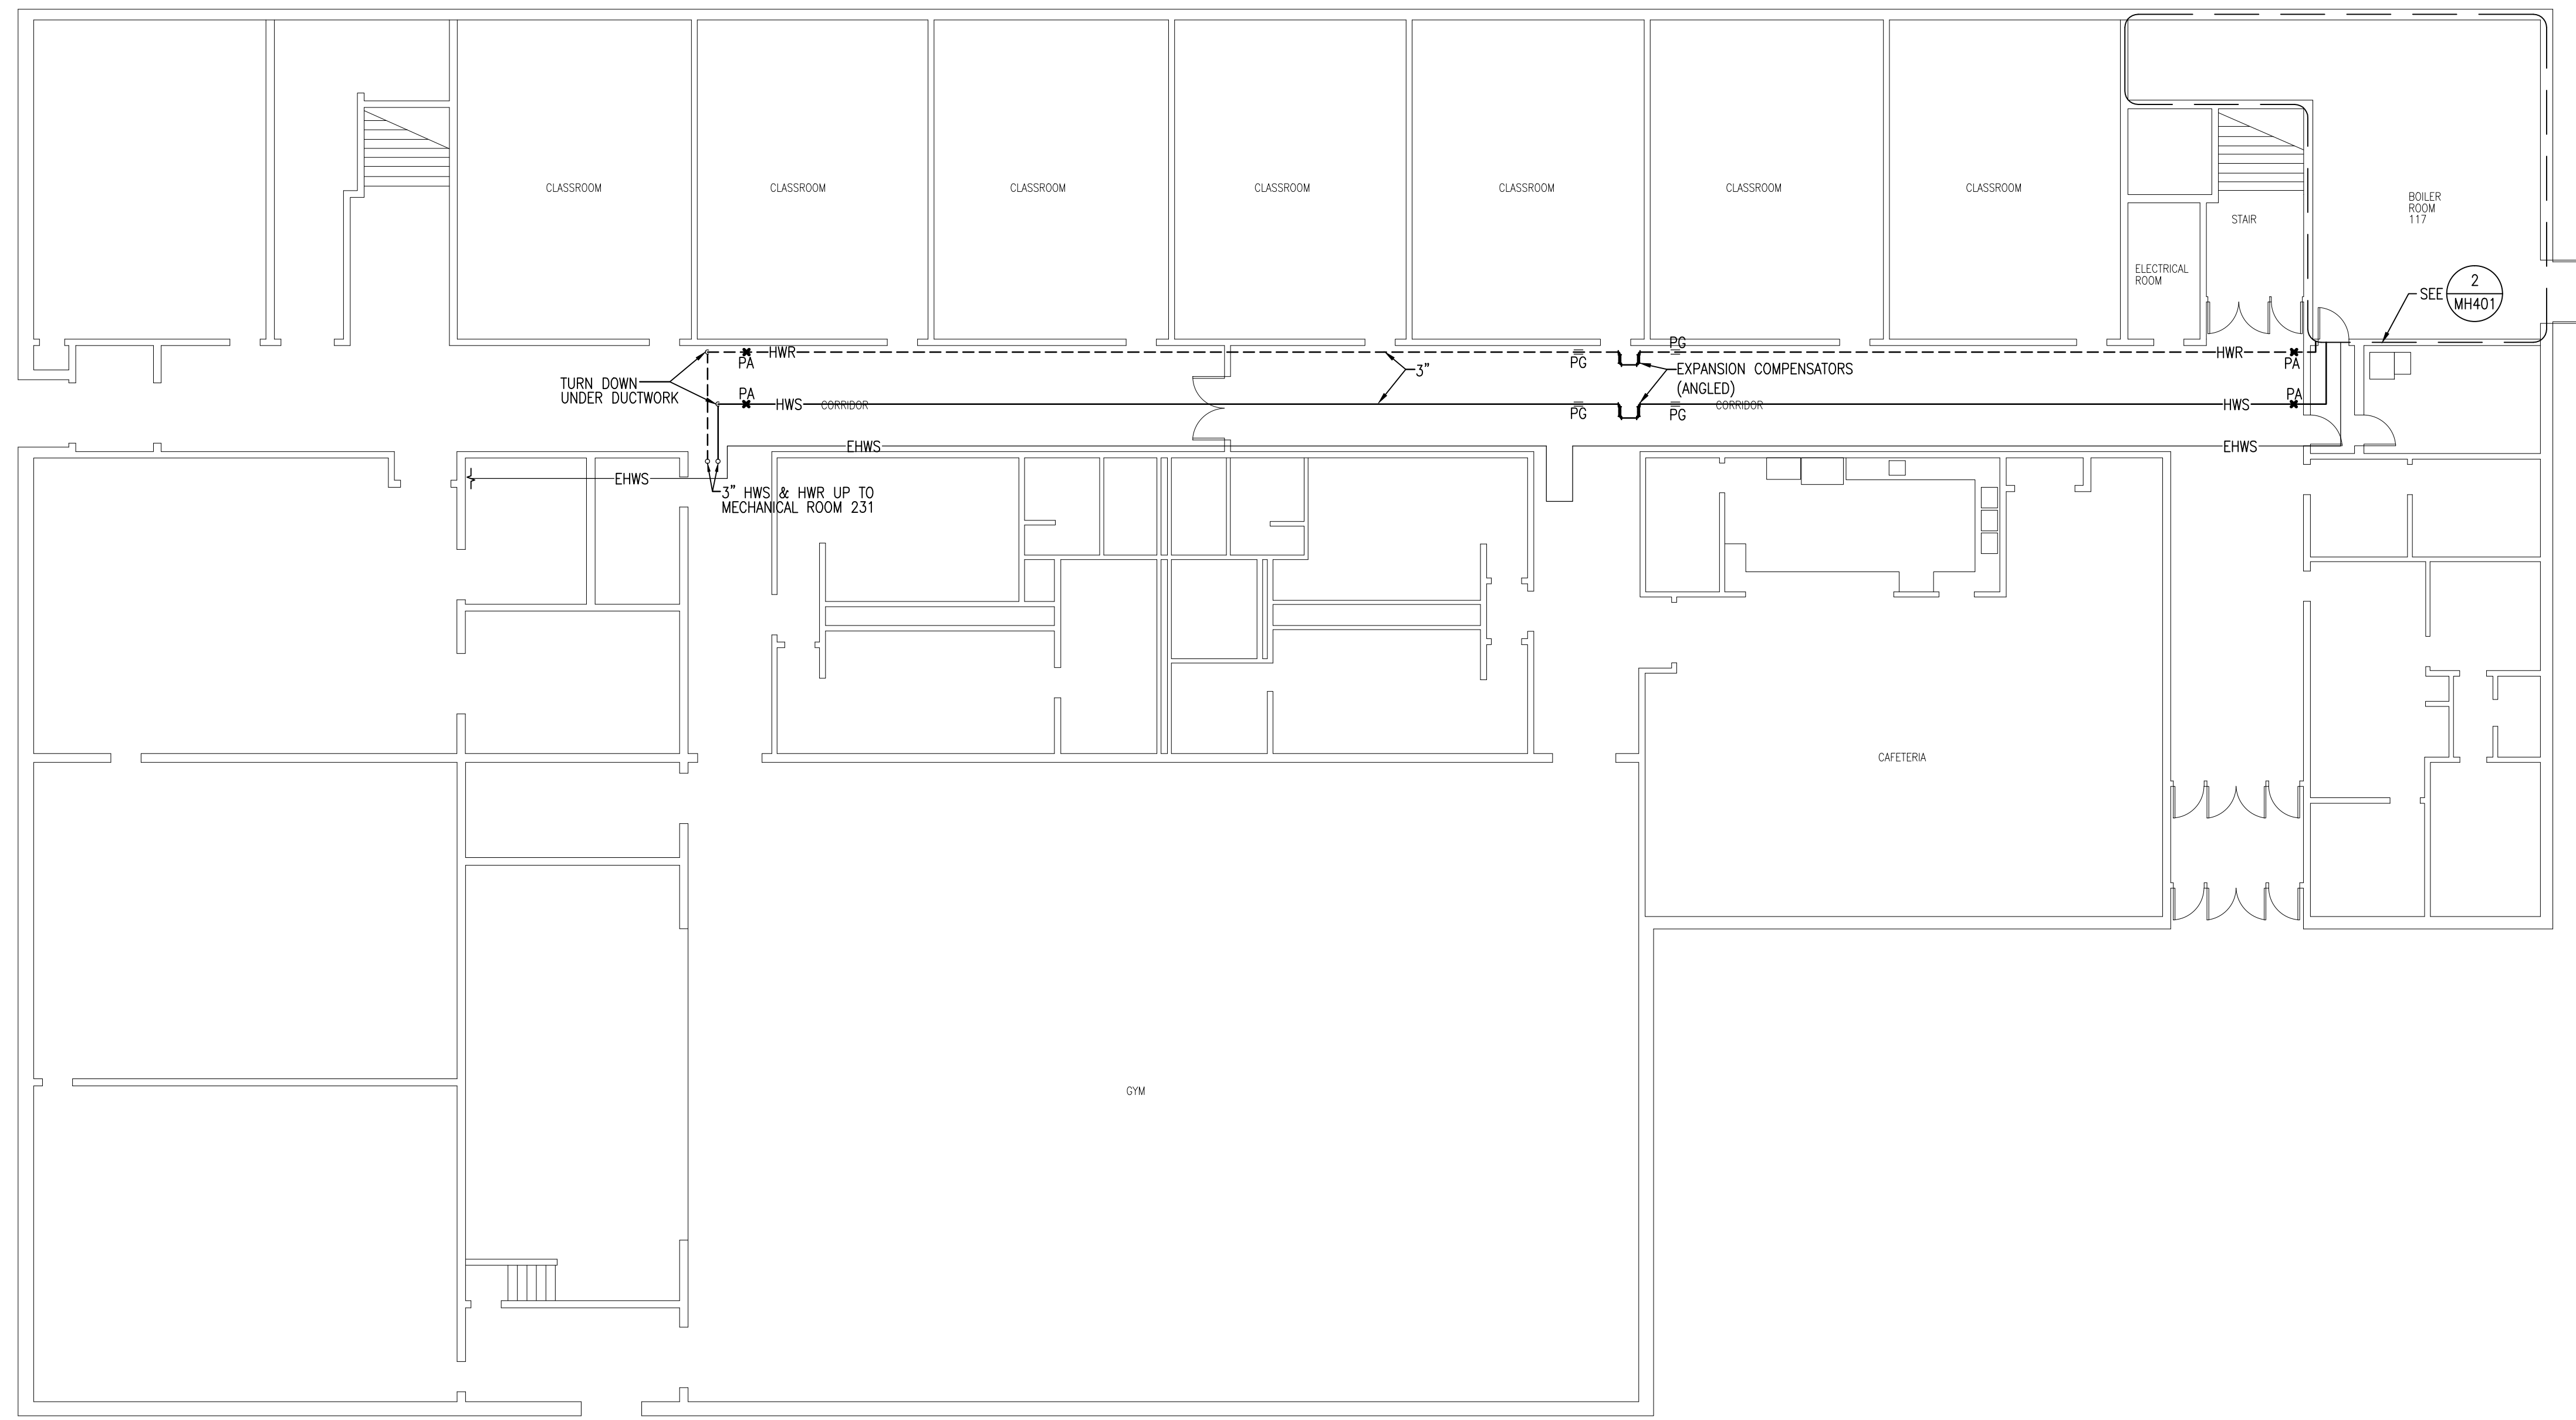 CLASSROOM
CLASSROOM
CLASSROOM
CLASSROOM
CLASSROOM
CLASSROOM
CLASSROOM
BOILER
ROOM
117
STAIR
ELECTRICAL
ROOM
SEE
2
MH401
HWR
PA
PG
PG
HWR
PA
3"
EXPANSION COMPENSATORS
(ANGLED)
TURN DOWN
UNDER DUCTWORK
PA
HWS
CORRIDOR
PG
PG
CORRIDOR
HWS
PA
EHWS
EHWS
EHWS
3" HWS & HWR UP TO
MECHANICAL ROOM 231
CAFETERIA
GYM